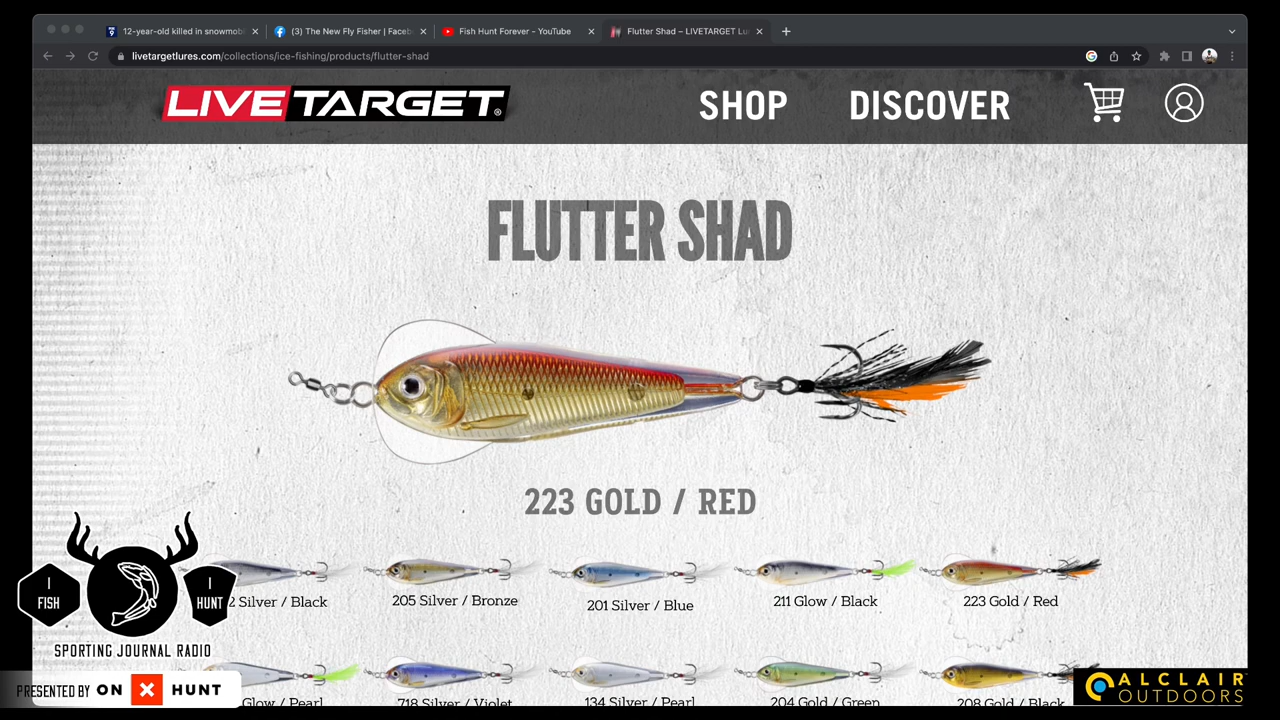 12-year-old killed in snowmobi
(3) The New Fly Fisher | Faceb
Fish Hunt Forever - YouTube
Flutter Shad – LIVETARGET Lu
livetargetlures.com/collections/ice-fishing/products/flutter-shad
LIVETARGET®
SHOP
DISCOVER
FLUTTER SHAD
223 GOLD / RED
2 Silver / Black
205 Silver / Bronze
201 Silver / Blue
211 Glow / Black
223 Gold / Red
I FISH
I HUNT
SPORTING JOURNAL RADIO
Glow / Pearl
718 Silver / Violet
134 Silver / Pearl
204 Gold / Green
208 Gold / Black
PRESENTED BY ON X HUNT
ALCLAIR
OUTDOORS